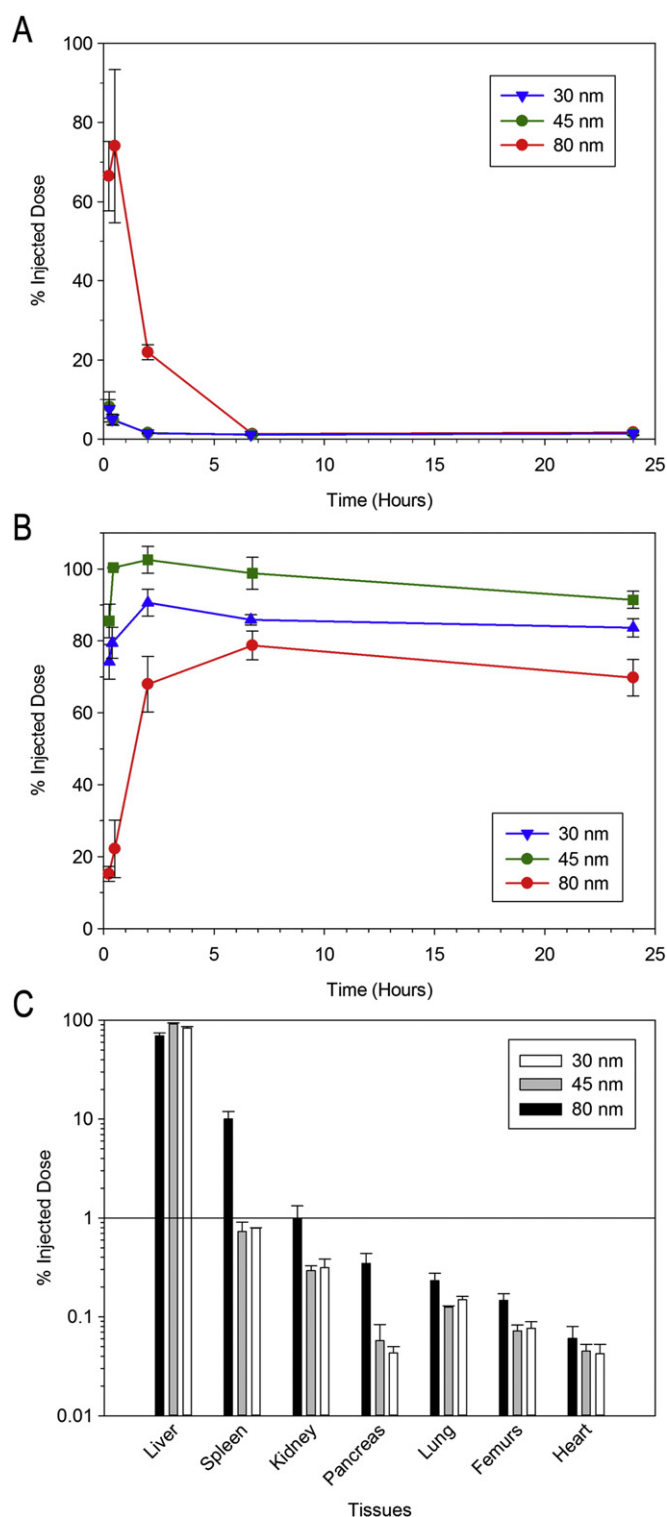 A
100
80
60
40
20
0
% Injected Dose
30 nm
45 nm
80 nm
0 5 10 15 20 25
Time (Hours)
B
100
80
60
40
20
0
% Injected Dose
30 nm
45 nm
80 nm
0 5 10 15 20 25
Time (Hours)
C
100
10
1
0.1
0.01
% Injected Dose
30 nm
45 nm
80 nm
Liver Spleen Kidney Pancreas Lung Femurs Heart
Tissues